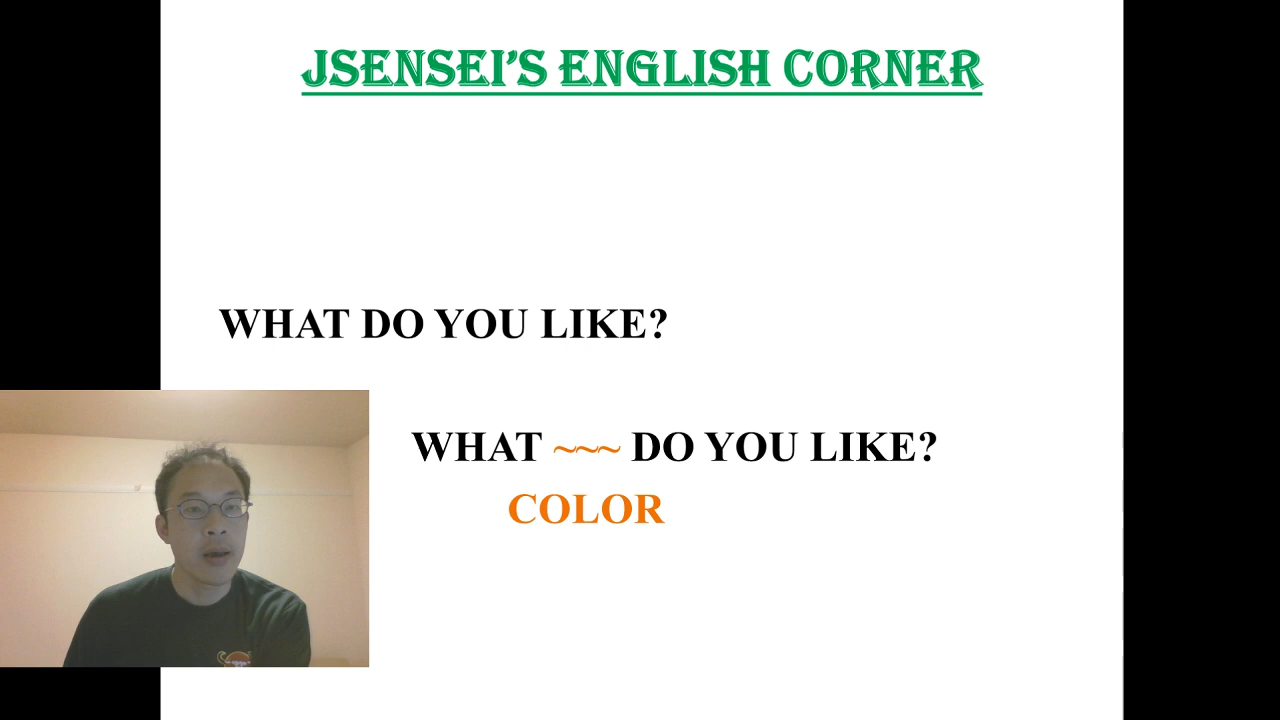 JSENSEI'S ENGLISH CORNER
WHAT DO YOU LIKE?
WHAT ~~~ DO YOU LIKE?
COLOR